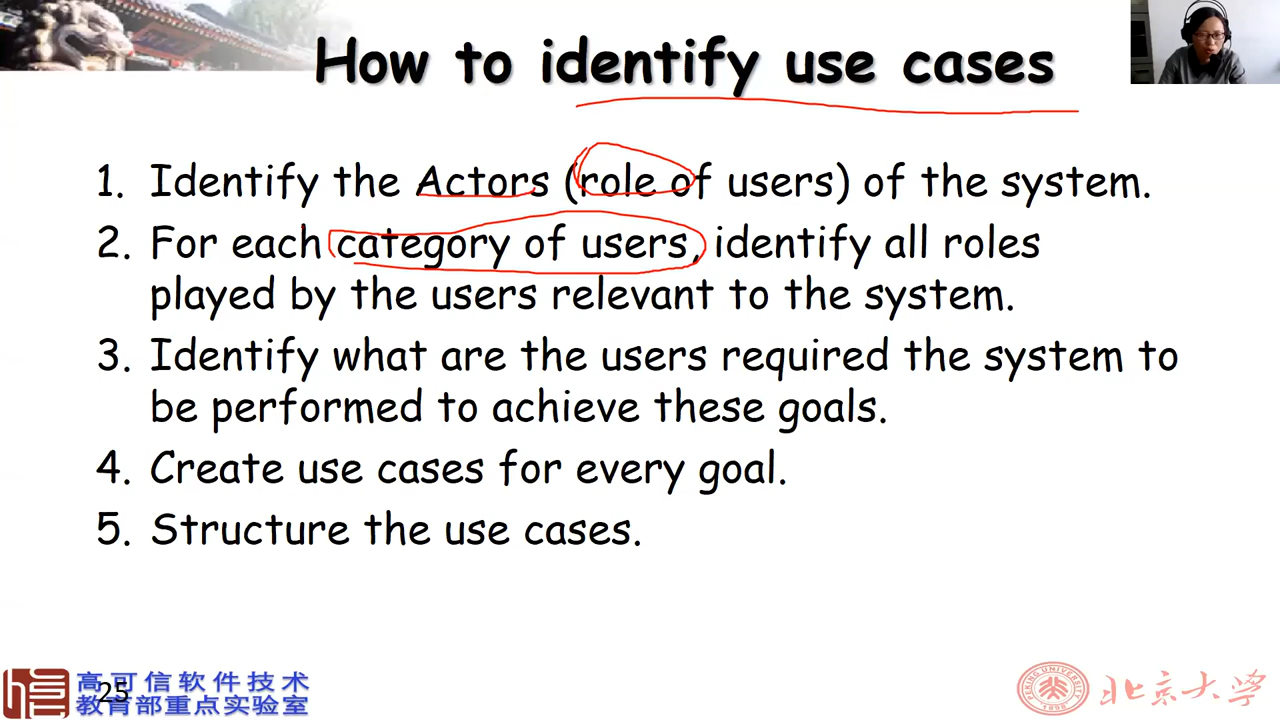 How to identify use cases
1. Identify the Actors (role of users) of the system.
2. For each category of users, identify all roles
played by the users relevant to the system.
3. Identify what are the users required the system to
be performed to achieve these goals.
4. Create use cases for every goal.
5. Structure the use cases.
高可信软件技术
教育部重点实验室
25
PEKING UNIVERSITY
1898
北京大学